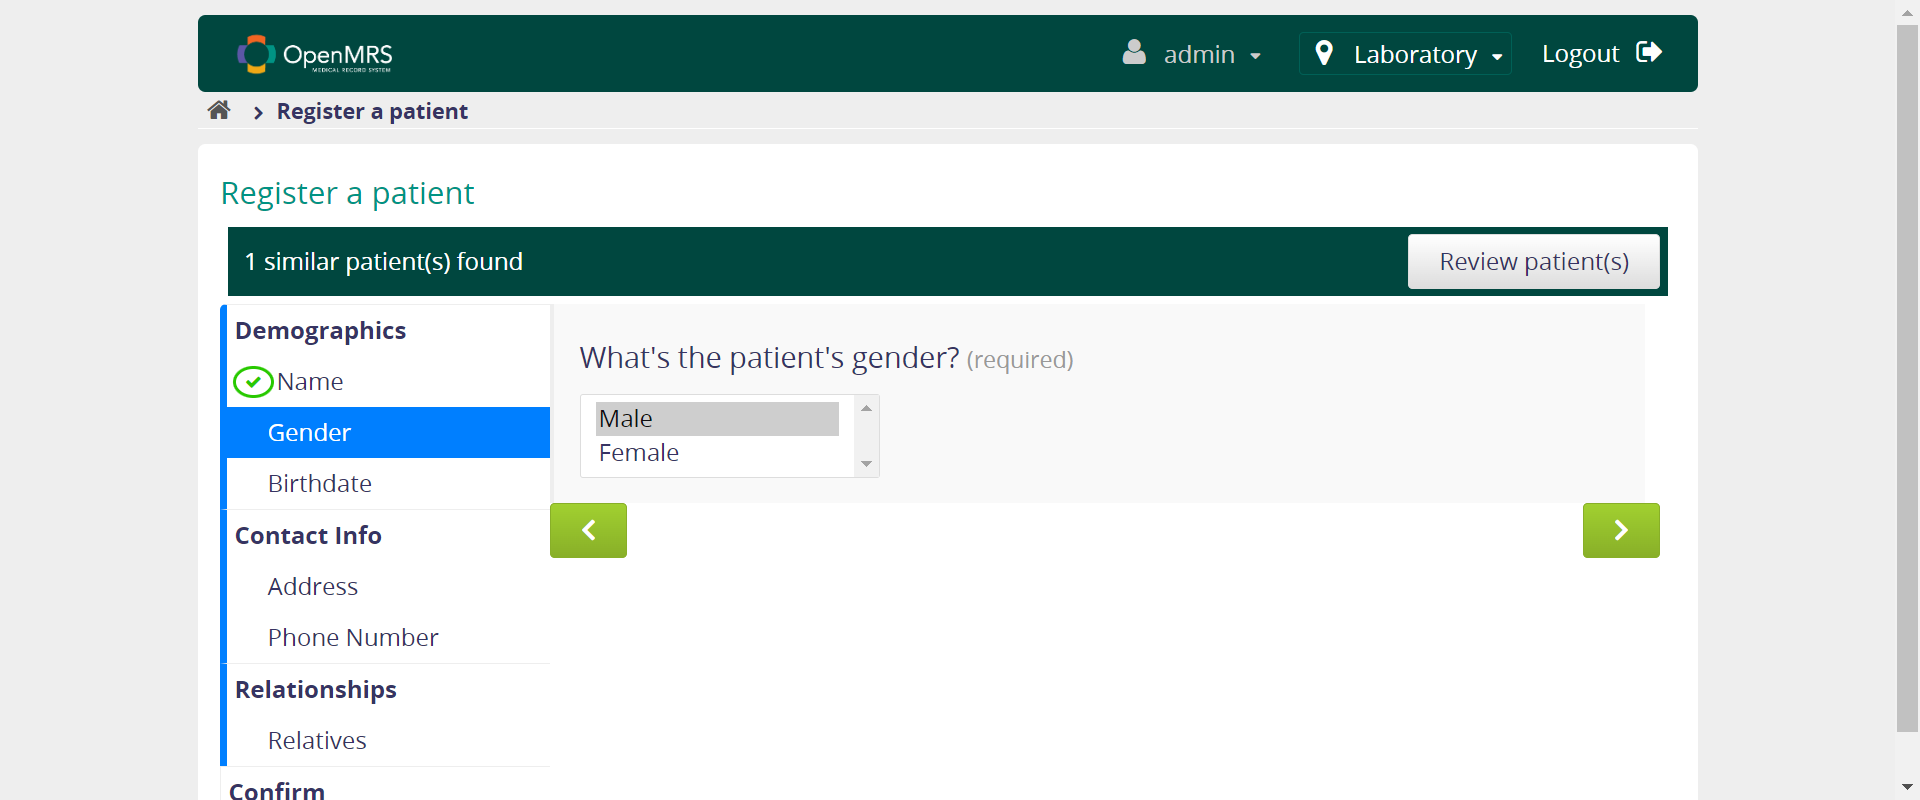 OpenMRS
MEDICAL RECORD SYSTEM
admin
Laboratory
Logout
Register a patient
Register a patient
1 similar patient(s) found
Review patient(s)
Demographics
Name
Gender
Birthdate
Contact Info
Address
Phone Number
Relationships
Relatives
Confirm
What's the patient's gender? (required)
Male
Female